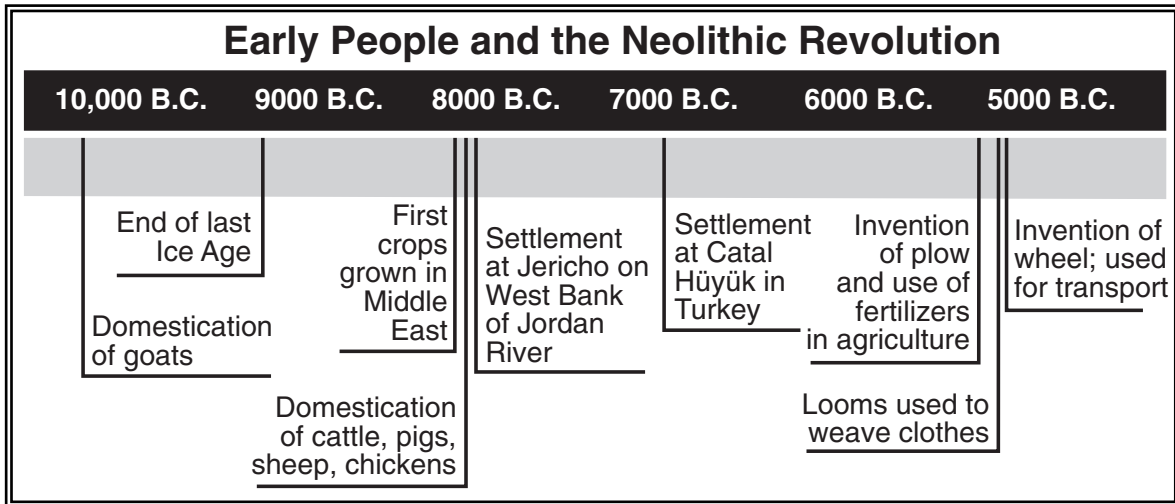 Early People and the Neolithic Revolution
10,000 B.C. 9000 B.C. 8000 B.C. 7000 B.C. 6000 B.C. 5000 B.C.
End of last
Ice Age
Domestication
of goats
First
crops
grown in
Middle
East
Domestication
of cattle, pigs,
sheep, chickens
Settlement
at Jericho on
West Bank
of Jordan
River
Settlement
at Catal
Hüyük in
Turkey
Invention
of plow
and use of
fertilizers
in agriculture
Looms used to
weave clothes
Invention of
wheel; used
for transport